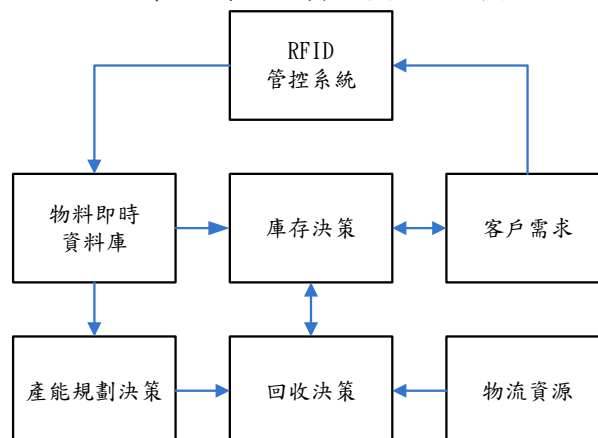 RFID
管控系統
物料即時
資料庫
庫存決策
客戶需求
產能規劃決策
回收決策
物流資源